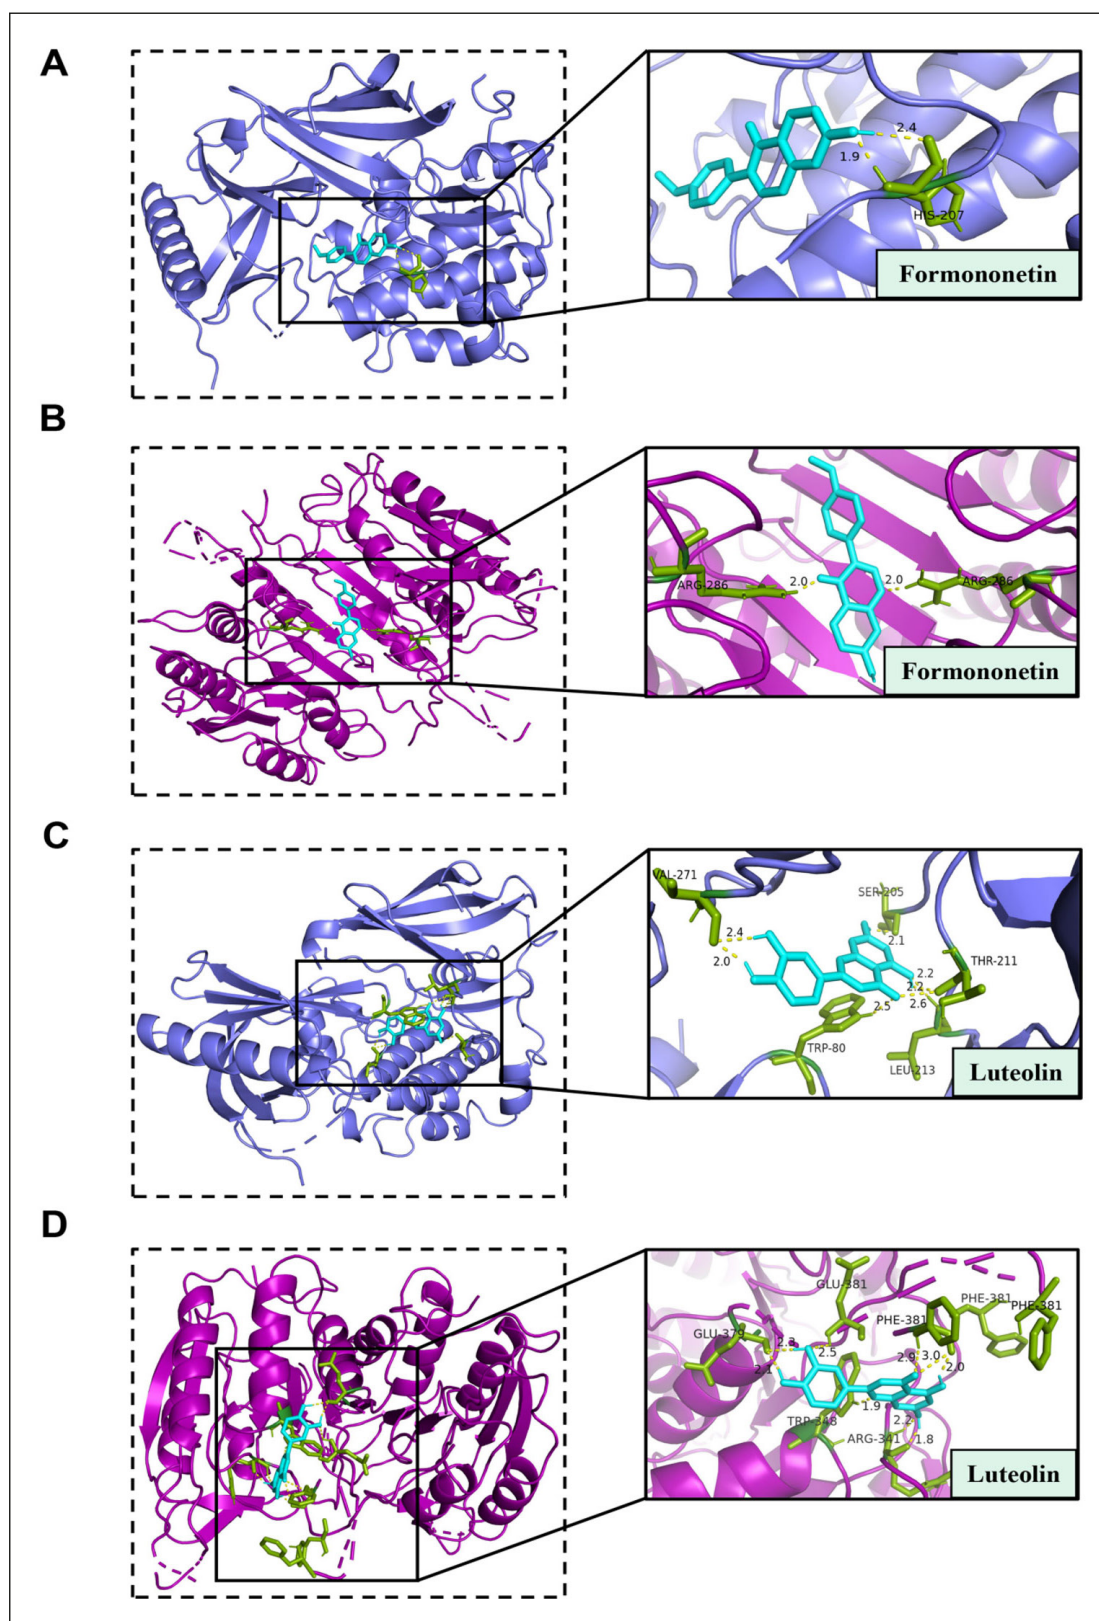 A
2.4
1.9
HIS-207
Formononetin
B
ARG-286
2.0
2.0
ARG-286
Formononetin
C
VAL-271
SER-205
2.4
2.1
2.0
THR-211
2.2
2.2
2.5
2.6
TRP-80
LEU-213
Luteolin
D
GLU-381
PHE-381
PHE-381
PHE-381
GLU-379
2.3
2.5
2.9
3.0
2.0
2.1
1.9
TRP-348
2.2
ARG-341
1.8
Luteolin